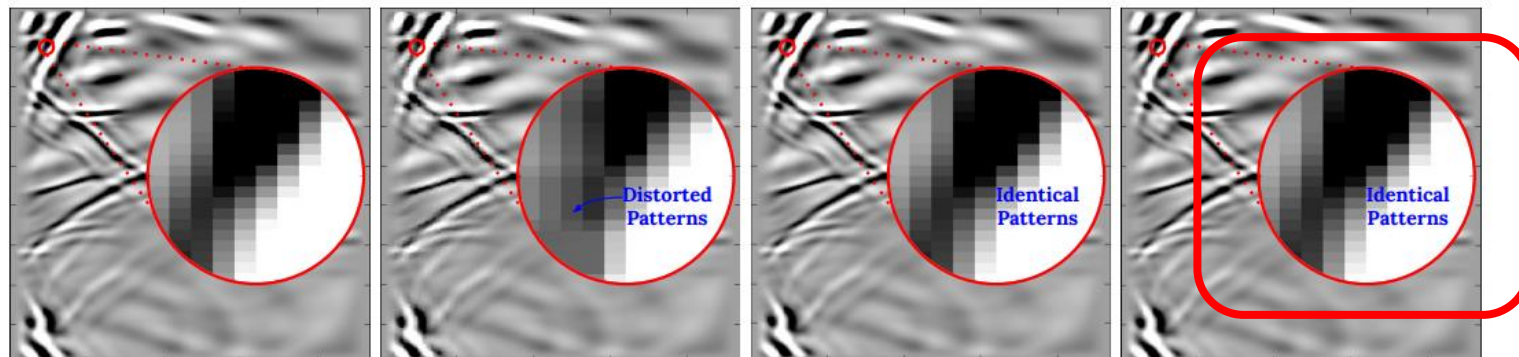 Distorted
Patterns
Identical
Patterns
Identical
Patterns